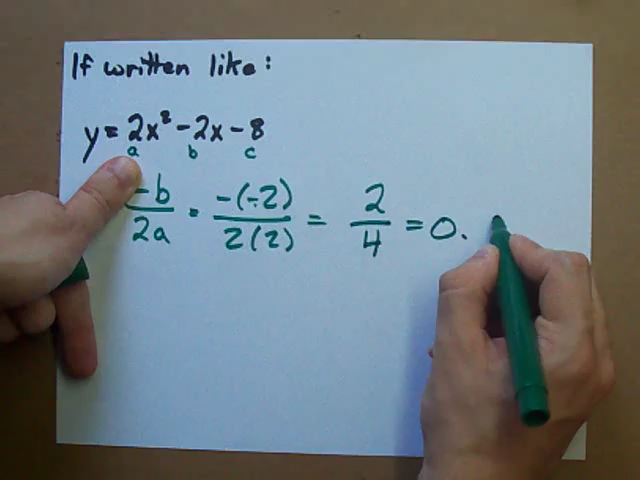 If written like:
y = 2x² - 2x - 8
a b c
-b/2a = -(-2)/2(2) = 2/4 = 0.